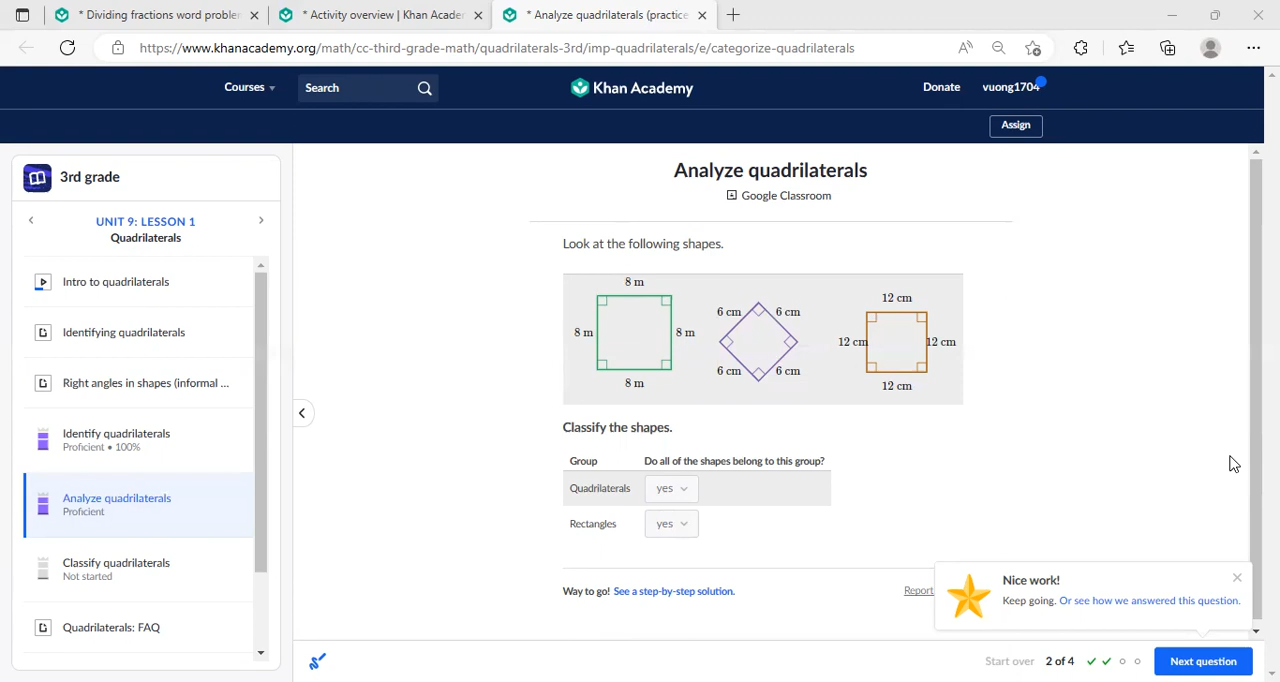 * Dividing fractions word problem
* Activity overview | Khan Acade
* Analyze quadrilaterals (practice
https://www.khanacademy.org/math/cc-third-grade-math/quadrilaterals-3rd/imp-quadrilaterals/e/categorize-quadrilaterals
Courses
Search
Khan Academy
Donate
vuong1704
Assign
3rd grade
UNIT 9: LESSON 1
Quadrilaterals
Intro to quadrilaterals
Identifying quadrilaterals
Right angles in shapes (informal ...
Identify quadrilaterals
Proficient • 100%
Analyze quadrilaterals
Proficient
Classify quadrilaterals
Not started
Quadrilaterals: FAQ
Analyze quadrilaterals
Google Classroom
Look at the following shapes.
8 m
8 m 8 m
8 m
6 cm 6 cm
6 cm 6 cm
12 cm
12 cm 12 cm
12 cm
Classify the shapes.
Group Do all of the shapes belong to this group?
Quadrilaterals yes
Rectangles yes
Way to go! See a step-by-step solution.
Report
Nice work!
Keep going. Or see how we answered this question.
Start over 2 of 4 Next question